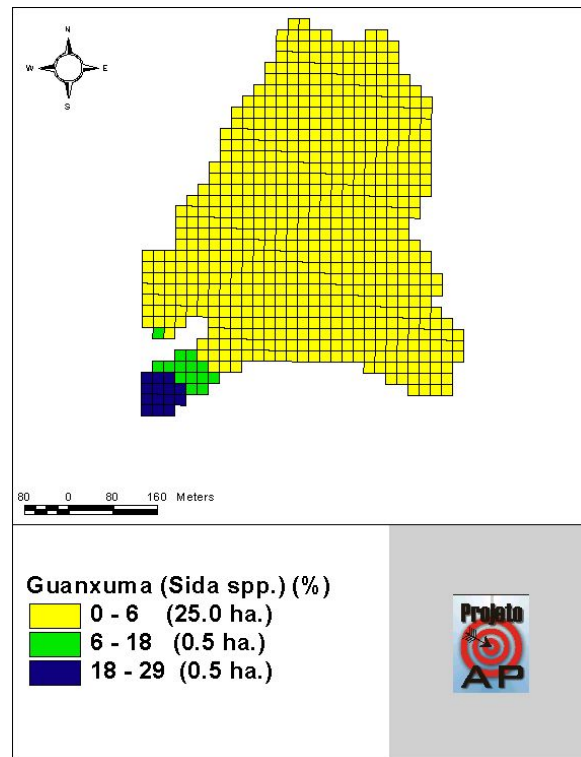 N
W E
S
80 0 80 160 Meters
Guanxuma (Sida spp.) (%)
0 - 6 (25.0 ha.)
6 - 18 (0.5 ha.)
18 - 29 (0.5 ha.)
Projeto
AP